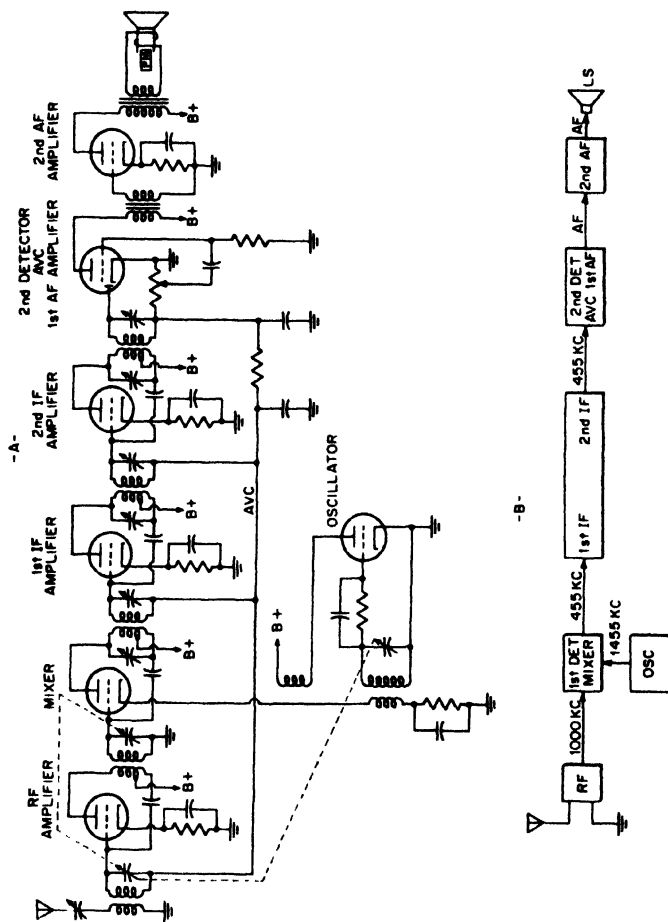 -A-
RF
AMPLIFIER
MIXER
1st IF
AMPLIFIER
2nd IF
AMPLIFIER
2nd DETECTOR
AVC
1st AF AMPLIFIER
2nd AF
AMPLIFIER
PM
B+
B+
B+
B+
B+
B+
AVC
B+
OSCILLATOR
-B-
RF
1000 KC
1st DET
MIXER
1455 KC
OSC
455 KC
1st IF
2nd IF
455 KC
2nd DET
AVC 1st AF
AF
2nd AF
AF
LS